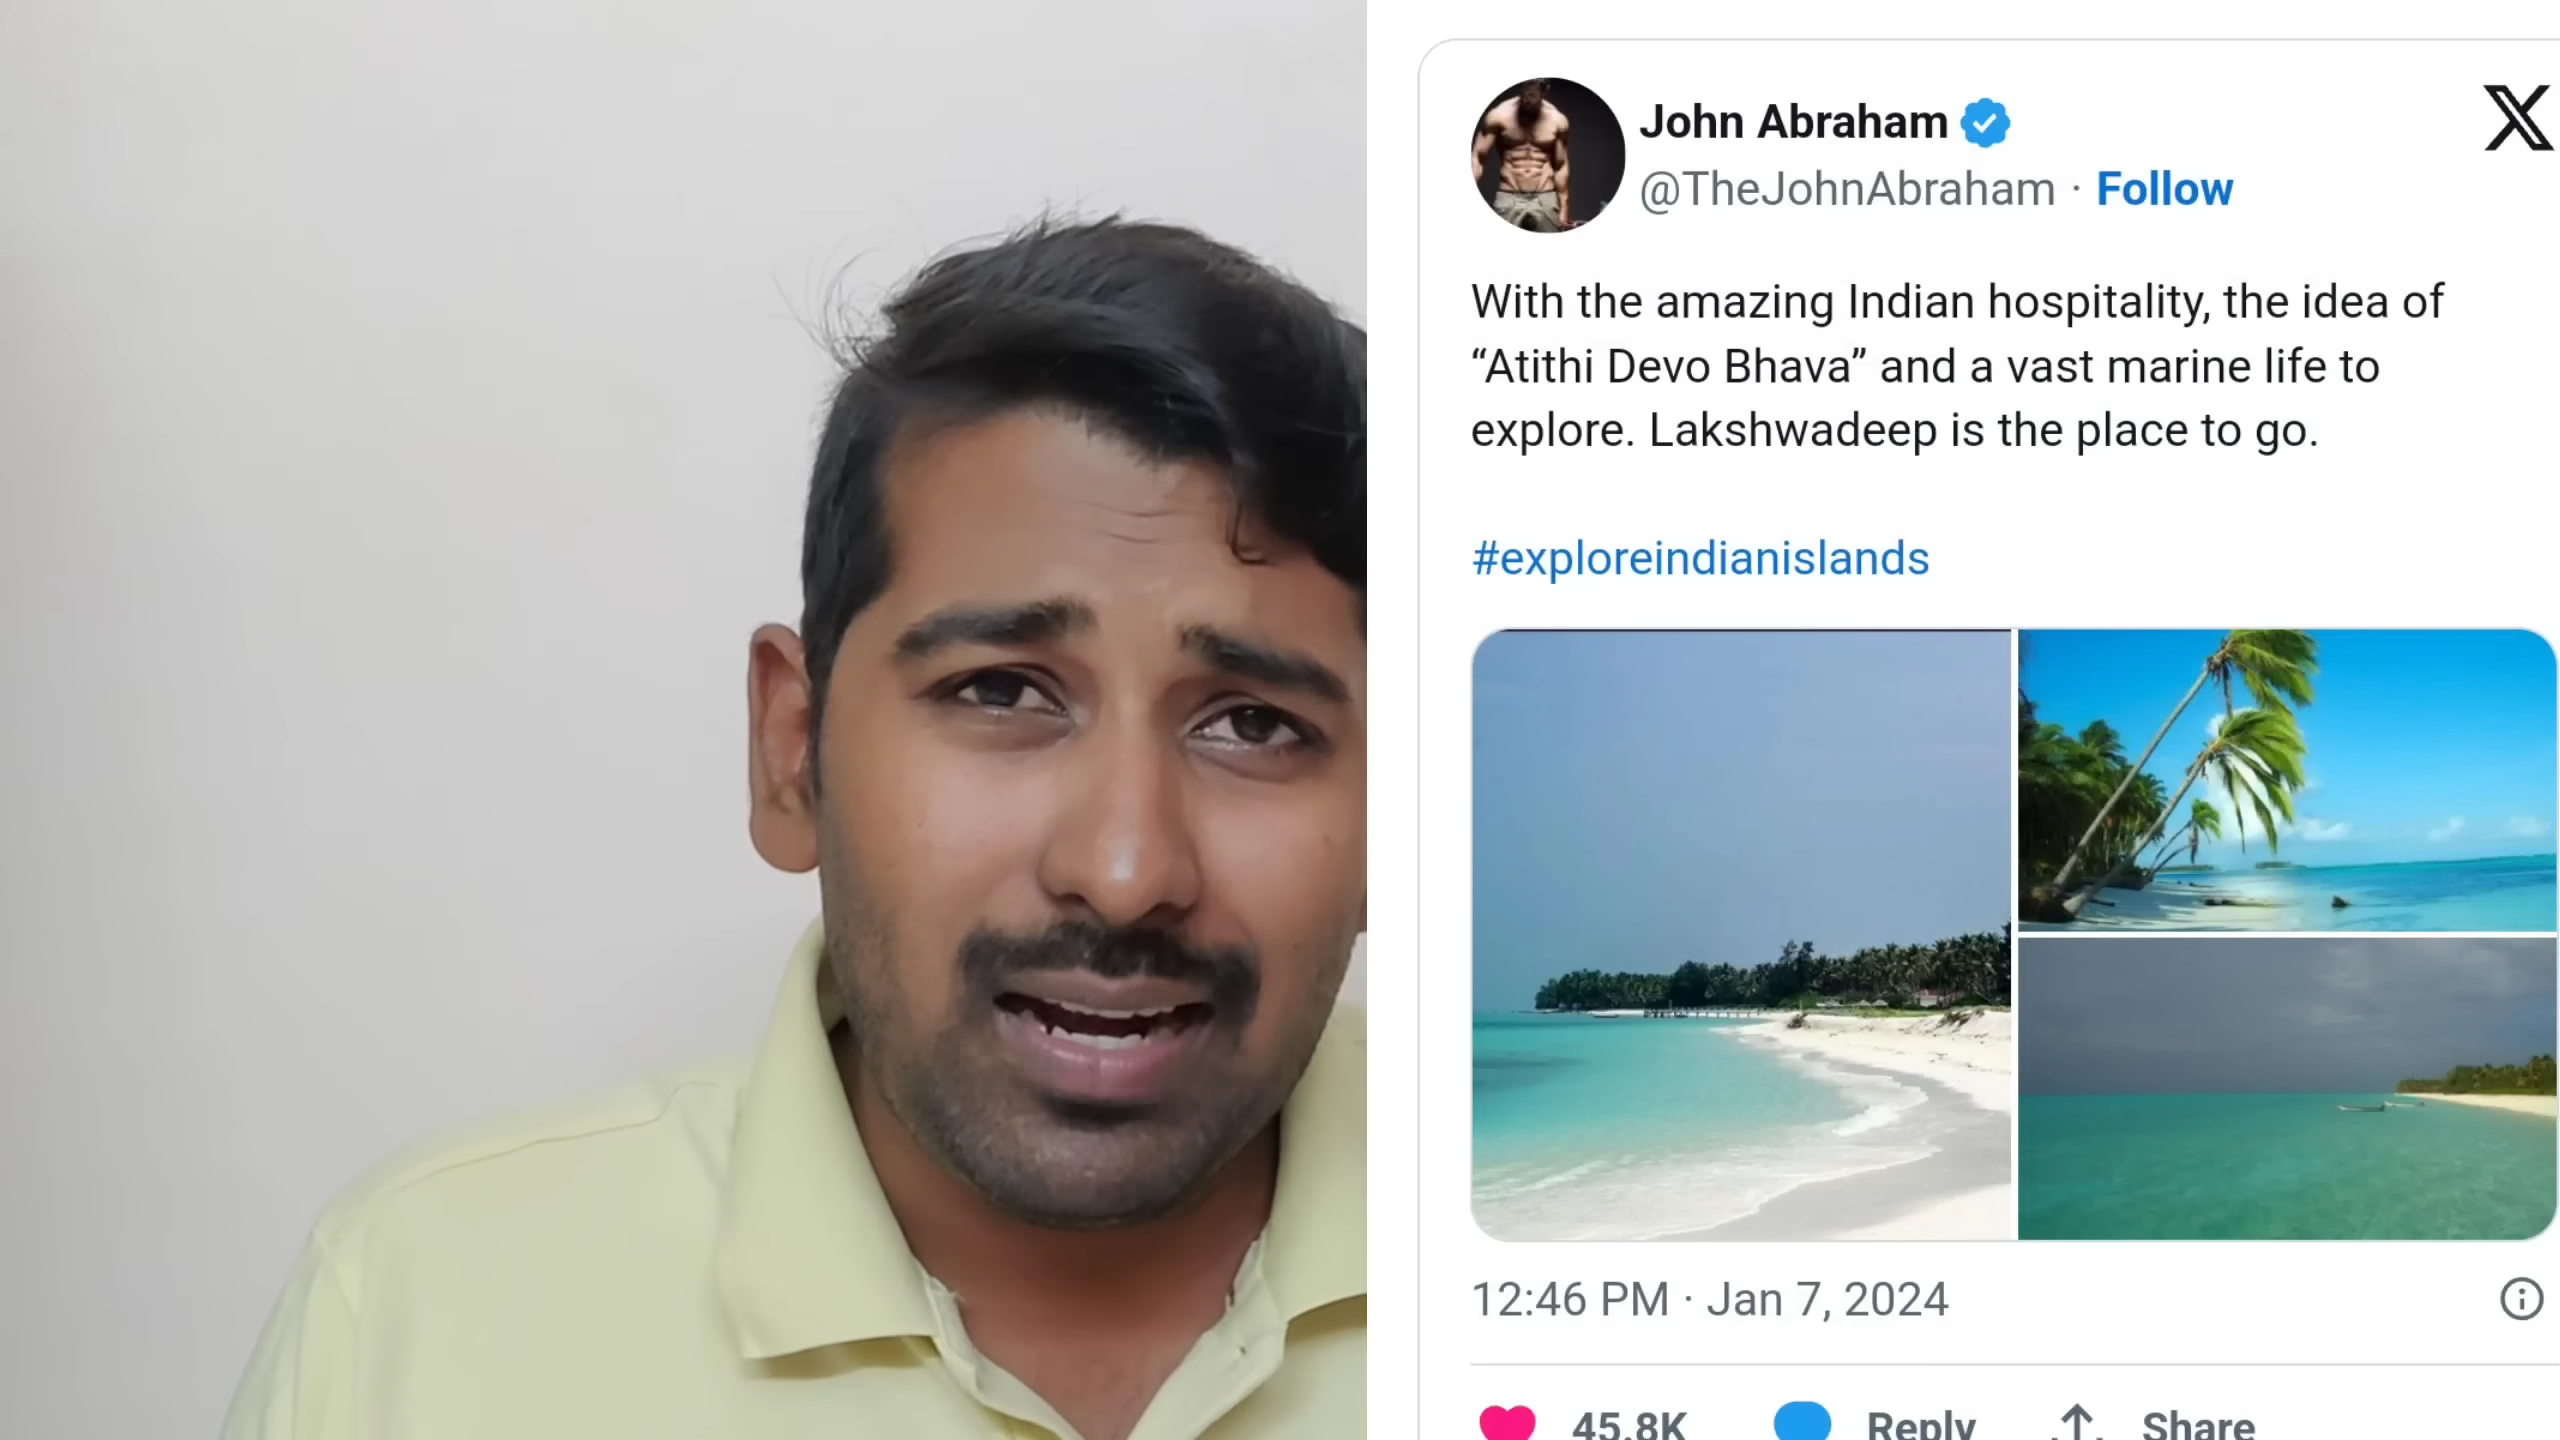 John Abraham
@TheJohnAbraham · Follow
With the amazing Indian hospitality, the idea of
“Atithi Devo Bhava” and a vast marine life to
explore. Lakshwadeep is the place to go.
#exploreindianislands
12:46 PM · Jan 7, 2024
45.8K Reply Share